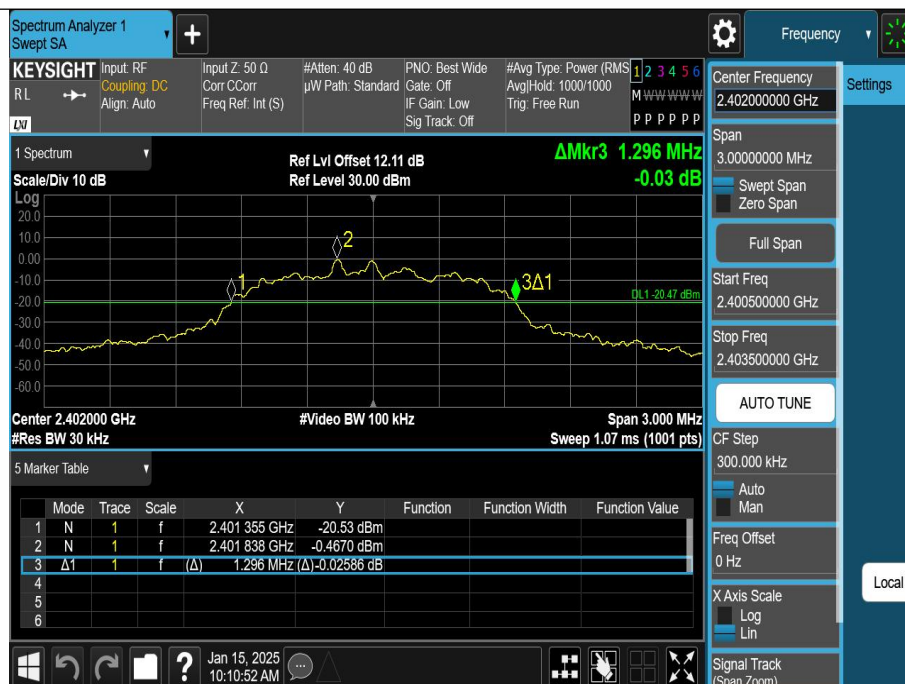 Spectrum Analyzer 1
Swept SA
+
Frequency
KEYSIGHT
RL
LXI
Input: RF
Coupling: DC
Align: Auto
Input Z: 50 Ω
Corr CCorr
Freq Ref: Int (S)
#Atten: 40 dB
µW Path: Standard
PNO: Best Wide
Gate: Off
IF Gain: Low
Sig Track: Off
#Avg Type: Power (RMS
Avg|Hold: 1000/1000
Trig: Free Run
1 2 3 4 5 6
M W W W W W
P P P P P P
1 Spectrum
Scale/Div 10 dB
Ref Lvl Offset 12.11 dB
Ref Level 30.00 dBm
ΔMkr3 1.296 MHz
-0.03 dB
Log
20.0
10.0
0.00
-10.0
-20.0
-30.0
-40.0
-50.0
-60.0
1
2
3Δ1
DL1 -20.47 dBm
Center 2.402000 GHz
#Res BW 30 kHz
#Video BW 100 kHz
Span 3.000 MHz
Sweep 1.07 ms (1001 pts)
5 Marker Table
Mode Trace Scale X Y Function Function Width Function Value
1 N 1 f 2.401 355 GHz -20.53 dBm
2 N 1 f 2.401 838 GHz -0.4670 dBm
3 Δ1 1 f (Δ) 1.296 MHz (Δ) -0.02586 dB
4
5
6
?
Jan 15, 2025
10:10:52 AM
Center Frequency
2.402000000 GHz
Span
3.00000000 MHz
Swept Span
Zero Span
Full Span
Start Freq
2.400500000 GHz
Stop Freq
2.403500000 GHz
AUTO TUNE
CF Step
300.000 kHz
Auto
Man
Freq Offset
0 Hz
X Axis Scale
Log
Lin
Signal Track
(Span Zoom)
Settings
Local